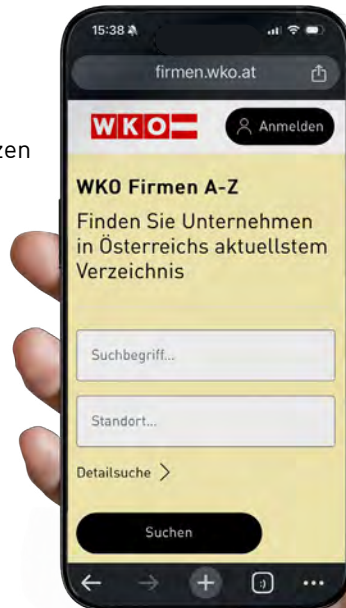 15:38
firmen.wko.at
WKO
Anmelden
WKO Firmen A-Z
Finden Sie Unternehmen
in Österreichs aktuellstem
Verzeichnis
Suchbegriff...
Standort...
Detailsuche >
Suchen
:)